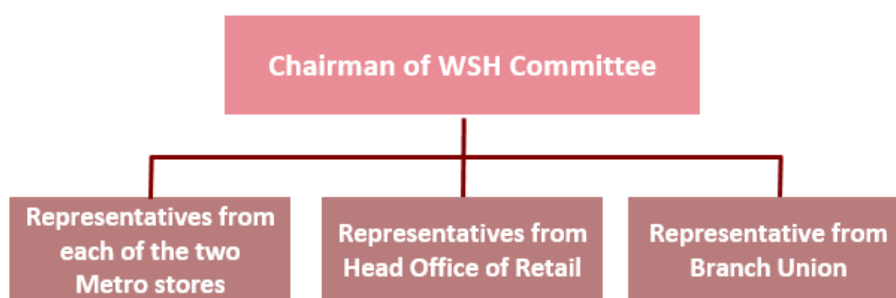 Chairman of WSH Committee
Representatives from
each of the two
Metro stores
Representatives from
Head Office of Retail
Representative from
Branch Union